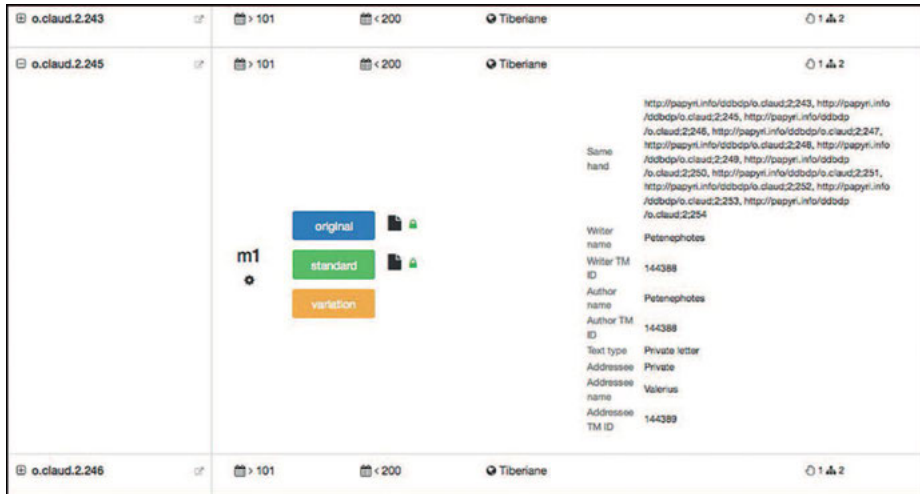 o.claud.2.243 > 101 < 200 Tiberiane 1 2
o.claud.2.245 > 101 < 200 Tiberiane 1 2
Same hand
http://papyri.info/ddbdp/o.claud;2;243, http://papyri.info
/ddbdp/o.claud;2;245, http://papyri.info/ddbdp
/o.claud;2;246, http://papyri.info/ddbdp/o.claud;2;247,
http://papyri.info/ddbdp/o.claud;2;248, http://papyri.info
/ddbdp/o.claud;2;249, http://papyri.info/ddbdp
/o.claud;2;250, http://papyri.info/ddbdp/o.claud;2;251,
http://papyri.info/ddbdp/o.claud;2;252, http://papyri.info
/ddbdp/o.claud;2;253, http://papyri.info/ddbdp
/o.claud;2;254
m1
original
standard
variation
Writer name Petenephotes
Writer TM ID 144388
Author name Petenephotes
Author TM ID 144388
Text type Private letter
Addressee Private
Addressee name Valerius
Addressee TM ID 144389
o.claud.2.246 > 101 < 200 Tiberiane 1 2